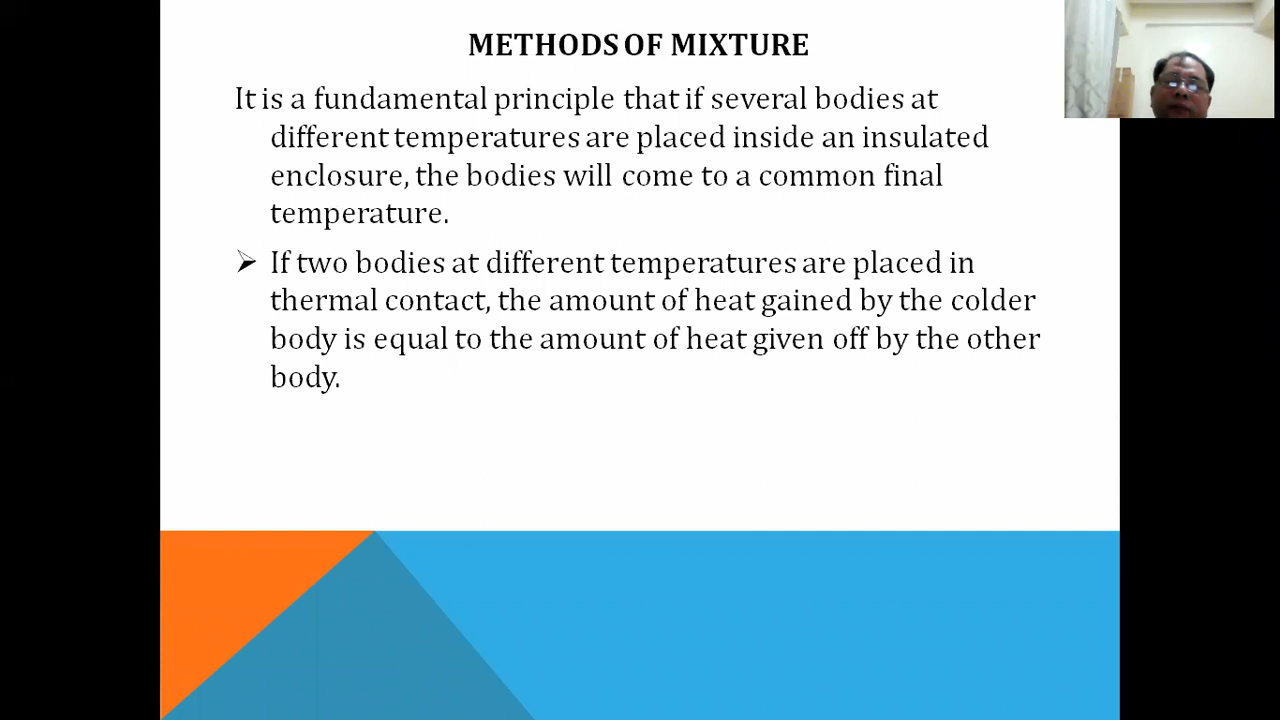 METHODS OF MIXTURE
It is a fundamental principle that if several bodies at
different temperatures are placed inside an insulated
enclosure, the bodies will come to a common final
temperature.
➢ If two bodies at different temperatures are placed in
thermal contact, the amount of heat gained by the colder
body is equal to the amount of heat given off by the other
body.